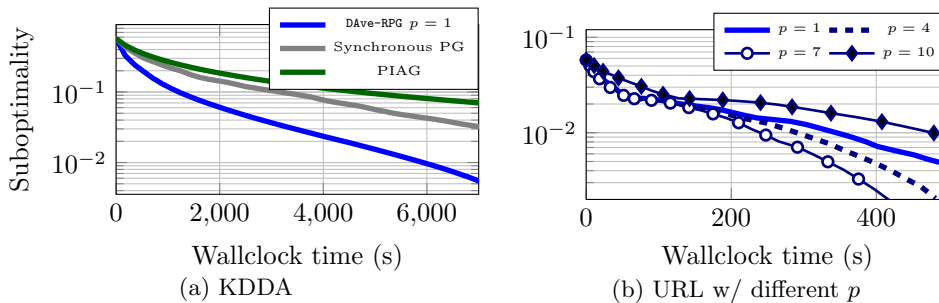 Suboptimality
10^{-1}
10^{-2}
DAve-RPG p = 1
Synchronous PG
PIAG
0 2,000 4,000 6,000
Wallclock time (s)
(a) KDDA
10^{-1}
10^{-2}
p = 1 p = 4
p = 7 p = 10
0 200 400
Wallclock time (s)
(b) URL w/ different p